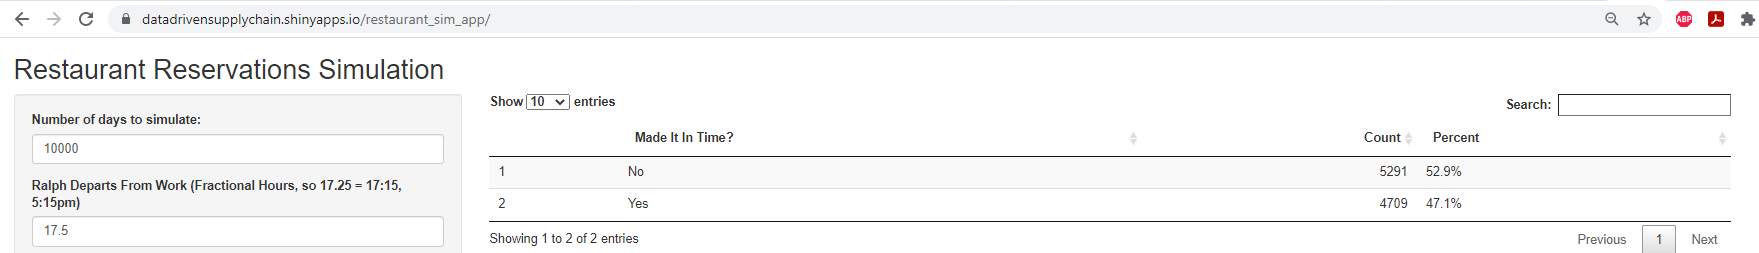 datadrivensupplychain.shinyapps.io/restaurant_sim_app/
ABP
Restaurant Reservations Simulation
Number of days to simulate:
10000
Ralph Departs From Work (Fractional Hours, so 17.25 = 17:15,
5:15pm)
17.5
Show 10 entries
Search:
Made It In Time? Count Percent
1 No 5291 52.9%
2 Yes 4709 47.1%
Showing 1 to 2 of 2 entries
Previous 1 Next